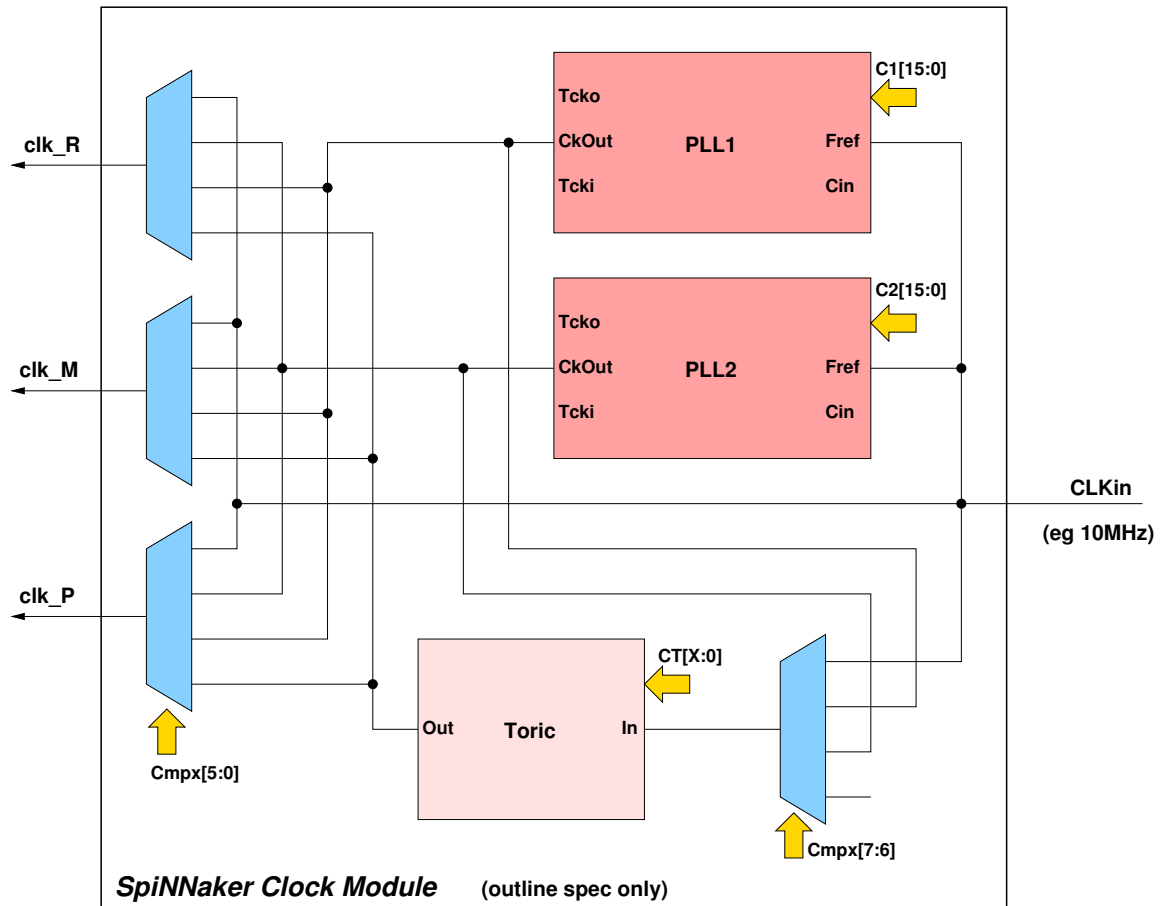 C1[15:0]
Tcko
clk_R
CkOut
PLL1
Fref
Tcki
Cin
C2[15:0]
Tcko
clk_M
CkOut
PLL2
Fref
Tcki
Cin
CLKin
(eg 10MHz)
clk_P
CT[X:0]
Out
Toric
In
Cmpx[5:0]
Cmpx[7:6]
SpiNNaker Clock Module (outline spec only)